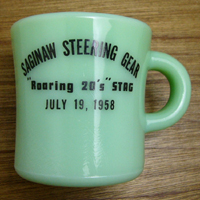 SAGINAW STEERING GEAR
"Roaring 20's" STAG
JULY 19, 1958